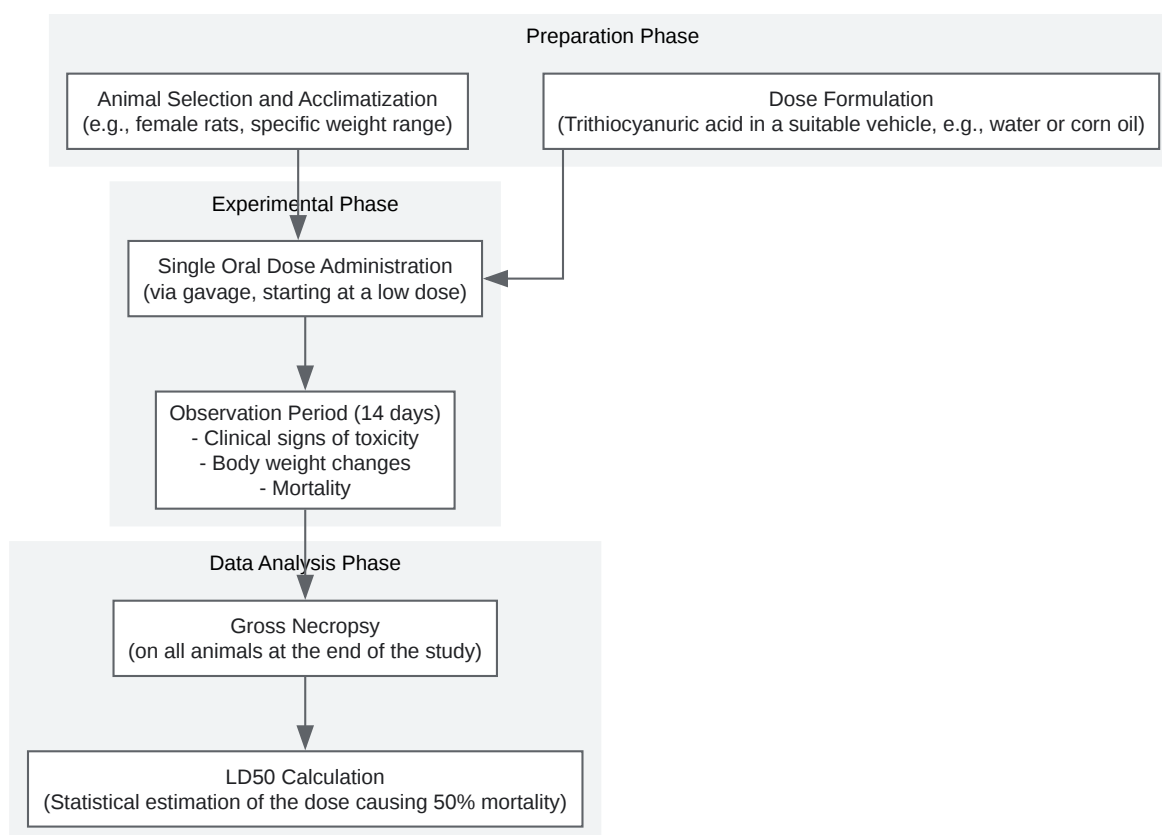 Preparation Phase
Animal Selection and Acclimatization
(e.g., female rats, specific weight range)
Dose Formulation
(Trithiocyanuric acid in a suitable vehicle, e.g., water or corn oil)
Experimental Phase
Single Oral Dose Administration
(via gavage, starting at a low dose)
Observation Period (14 days)
- Clinical signs of toxicity
- Body weight changes
- Mortality
Data Analysis Phase
Gross Necropsy
(on all animals at the end of the study)
LD50 Calculation
(Statistical estimation of the dose causing 50% mortality)